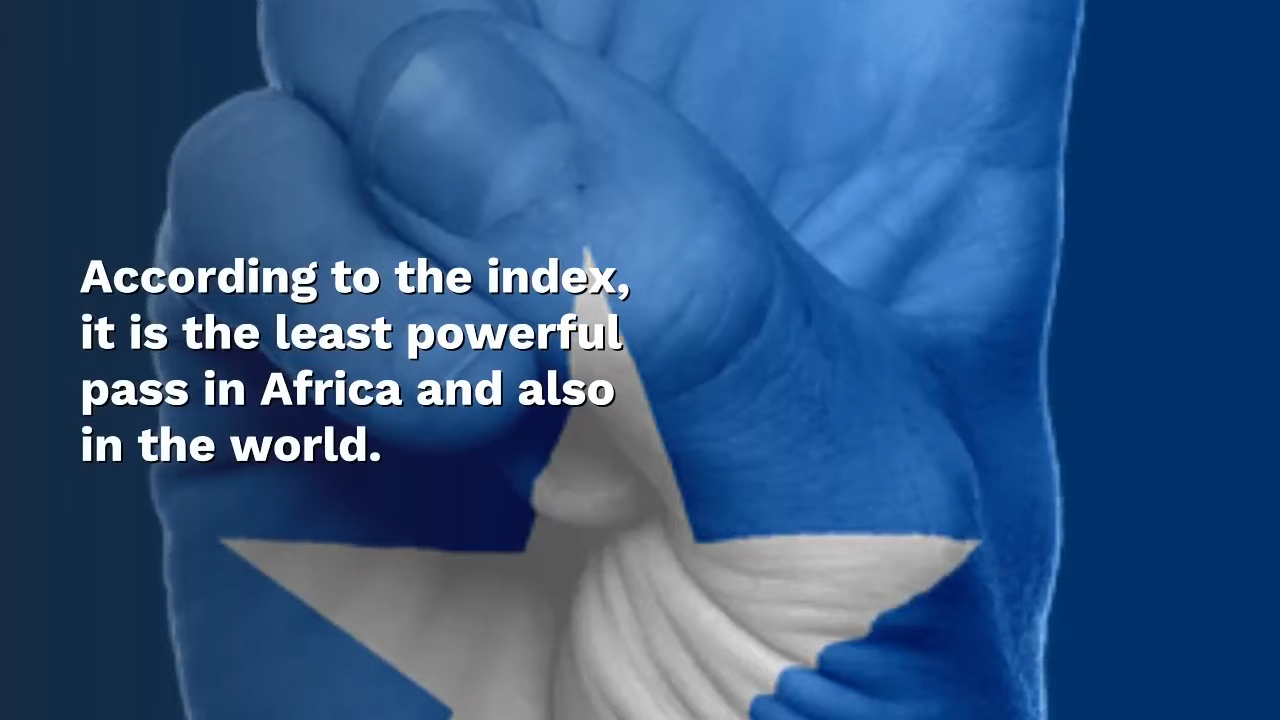 According to the index,
it is the least powerful
pass in Africa and also
in the world.